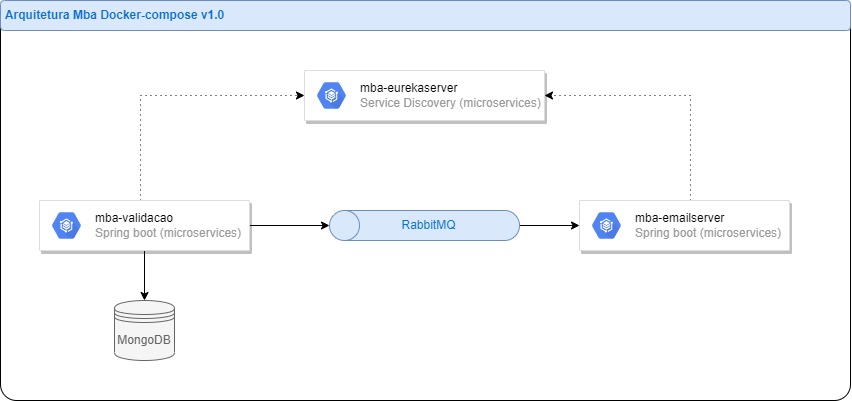 Arquitetura Mba Docker-compose v1.0
mba-eurekaserver
Service Discovery (microservices)
mba-validacao
Spring boot (microservices)
RabbitMQ
mba-emailserver
Spring boot (microservices)
MongoDB